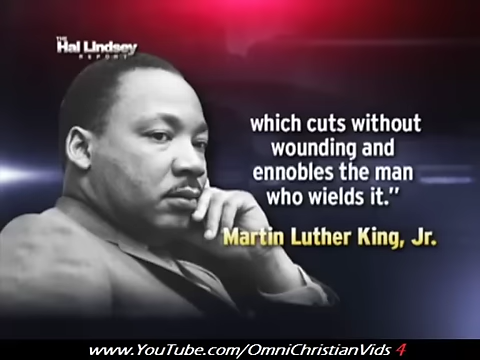 THE
Hal Lindsey
REPORT
which cuts without
wounding and
ennobles the man
who wields it."
Martin Luther King, Jr.
www.YouTube.com/OmniChristianVids 4